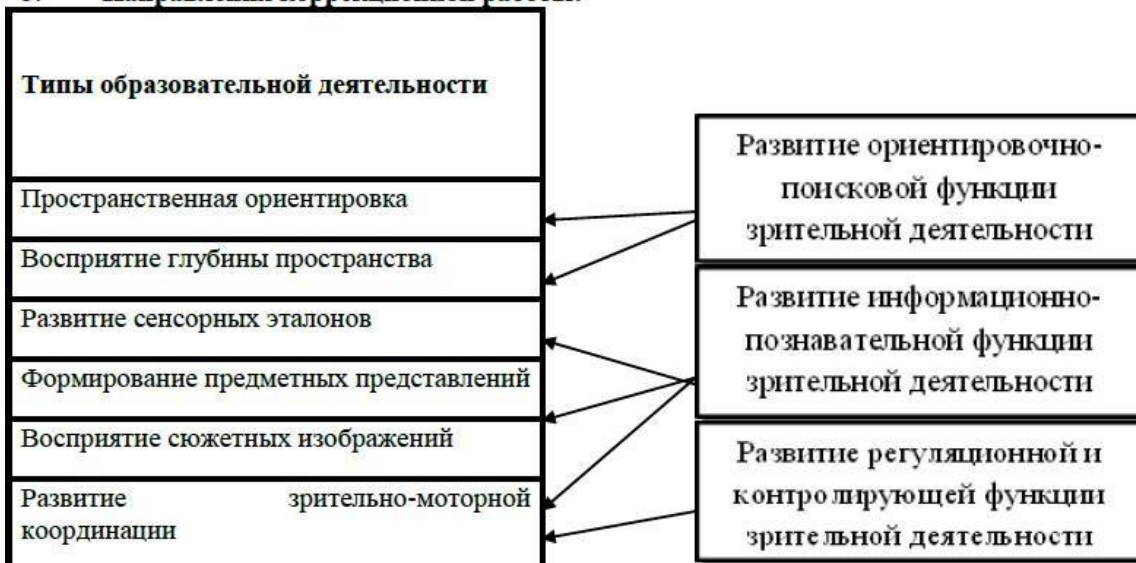 Типы образовательной деятельности
Пространственная ориентировка
Восприятие глубины пространства
Развитие сенсорных эталонов
Формирование предметных представлений
Восприятие сюжетных изображений
Развитие зрительно-моторной
координации
Развитие ориентировочно-
поисковой функции
зрительной деятельности
Развитие информационно-
познавательной функции
зрительной деятельности
Развитие регуляционной и
контролирующей функции
зрительной деятельности